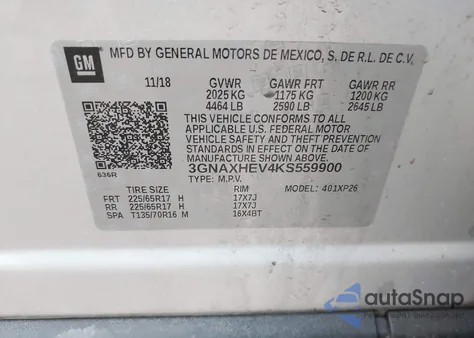 GM
MFD BY GENERAL MOTORS DE MEXICO, S. DE R.L. DE C.V.
11/18 GVWR GAWR FRT GAWR RR
2025 KG 1175 KG 1200 KG
4464 LB 2590 LB 2645 LB
THIS VEHICLE CONFORMS TO ALL
APPLICABLE U.S. FEDERAL MOTOR
VEHICLE SAFETY AND THEFT
PREVENTION STANDARDS IN EFFECT
ON THE DATE OF MANUFACTURE
SHOWN ABOVE.
3GNAXHEV4KS559900
636R
TYPE: M.P.V. MODEL: 401XP26
TIRE SIZE RIM
FRT 225/65R17 H 17X7J
RR 225/65R17 H 17X7J
SPA T135/70R16 M 16X4BT
autoSnap